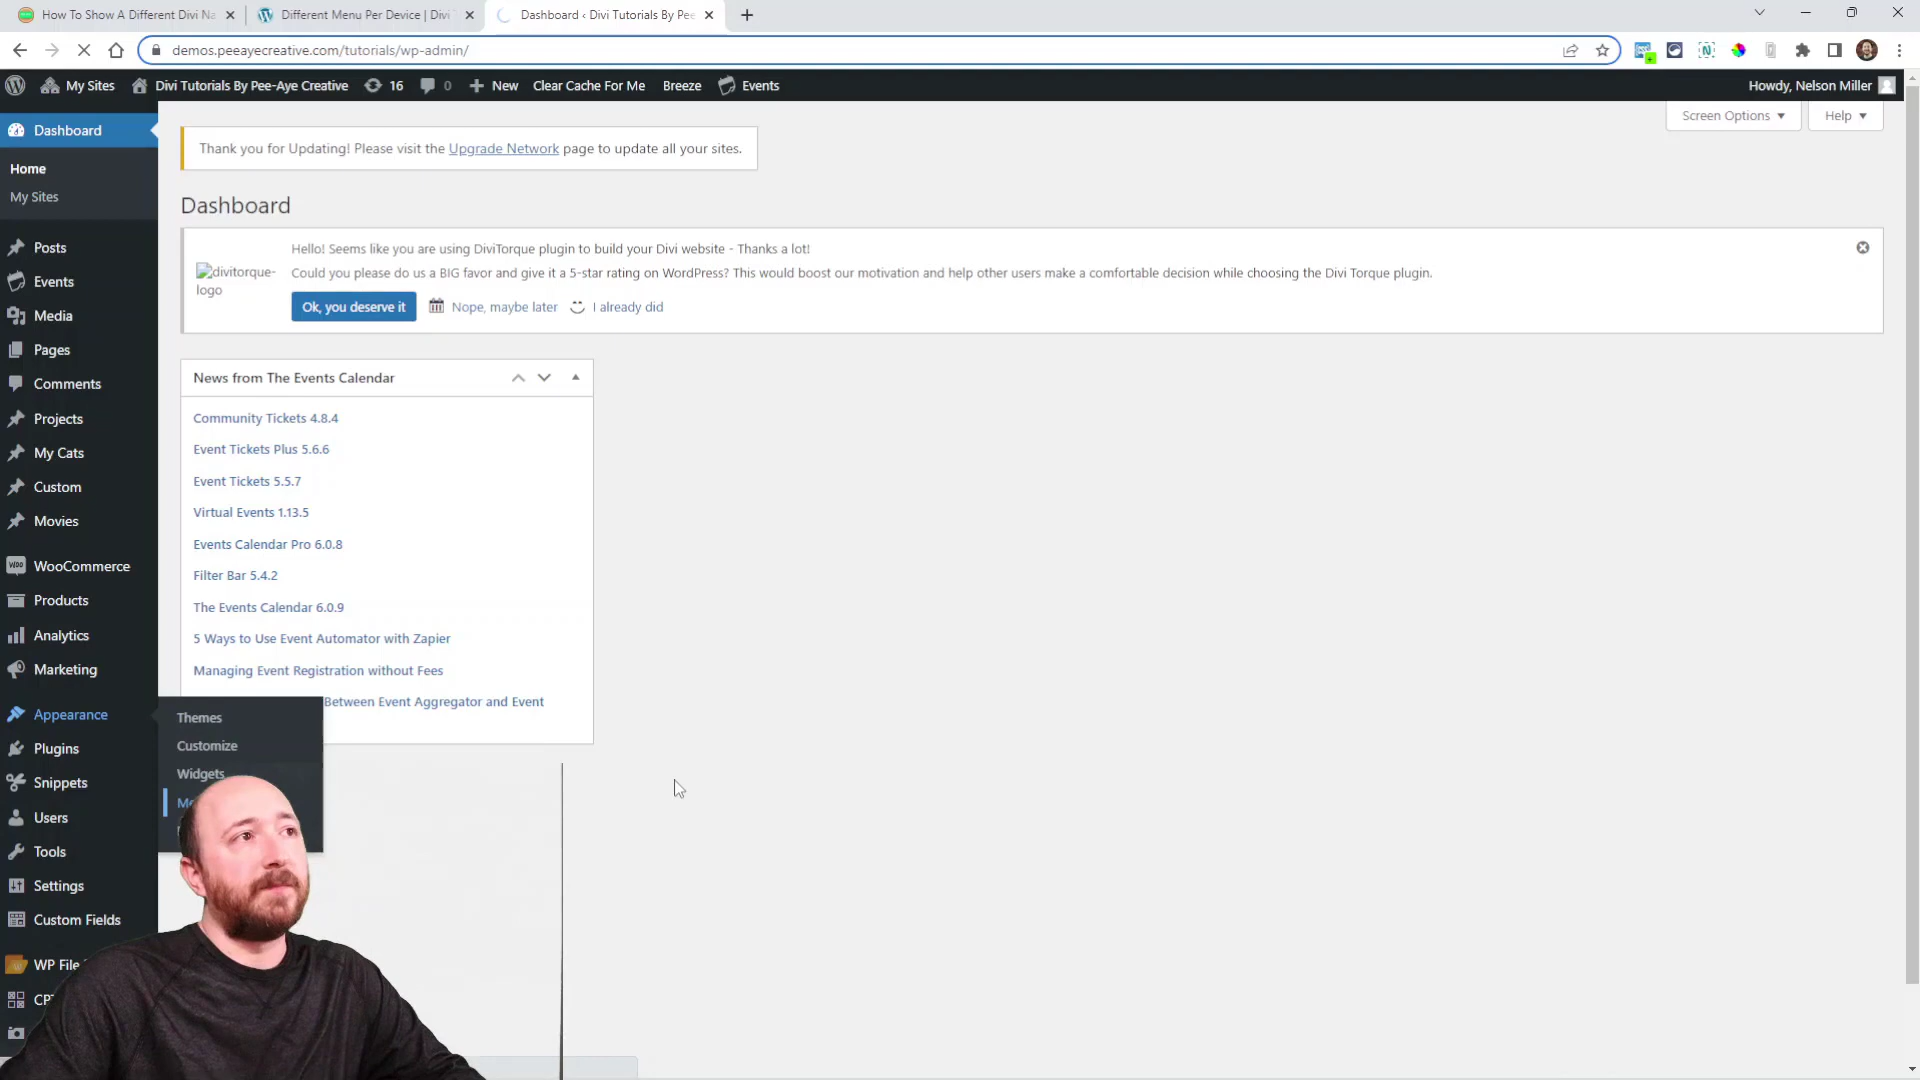 How To Show A Different Divi Na
Different Menu Per Device | Divi
Dashboard ‹ Divi Tutorials By Pee
demos.peeayecreative.com/tutorials/wp-admin/
My Sites
Divi Tutorials By Pee-Aye Creative
16
0
New
Clear Cache For Me
Breeze
Events
Howdy, Nelson Miller
Dashboard
Home
My Sites
Posts
Events
Media
Pages
Comments
Projects
My Cats
Custom
Movies
WooCommerce
Products
Analytics
Marketing
Appearance
Plugins
Snippets
Users
Tools
Settings
Custom Fields
WP File
CPT
Themes
Customize
Widgets
Screen Options
Help
Thank you for Updating! Please visit the Upgrade Network page to update all your sites.
Dashboard
divitorque-logo
Hello! Seems like you are using DiviTorque plugin to build your Divi website - Thanks a lot!
Could you please do us a BIG favor and give it a 5-star rating on WordPress? This would boost our motivation and help other users make a comfortable decision while choosing the Divi Torque plugin.
Ok, you deserve it
Nope, maybe later
I already did
News from The Events Calendar
Community Tickets 4.8.4
Event Tickets Plus 5.6.6
Event Tickets 5.5.7
Virtual Events 1.13.5
Events Calendar Pro 6.0.8
Filter Bar 5.4.2
The Events Calendar 6.0.9
5 Ways to Use Event Automator with Zapier
Managing Event Registration without Fees
Between Event Aggregator and Event